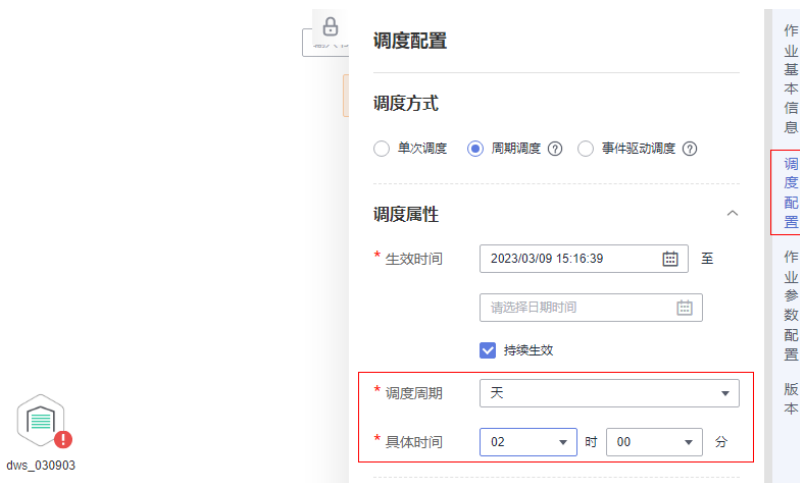 调度配置
调度方式
单次调度 周期调度 事件驱动调度
调度属性
* 生效时间 2023/03/09 15:16:39 至
请选择日期时间
持续生效
* 调度周期 天
* 具体时间 02 时 00 分
dws_030903
作业基本信息
调度配置
作业参数配置
版本